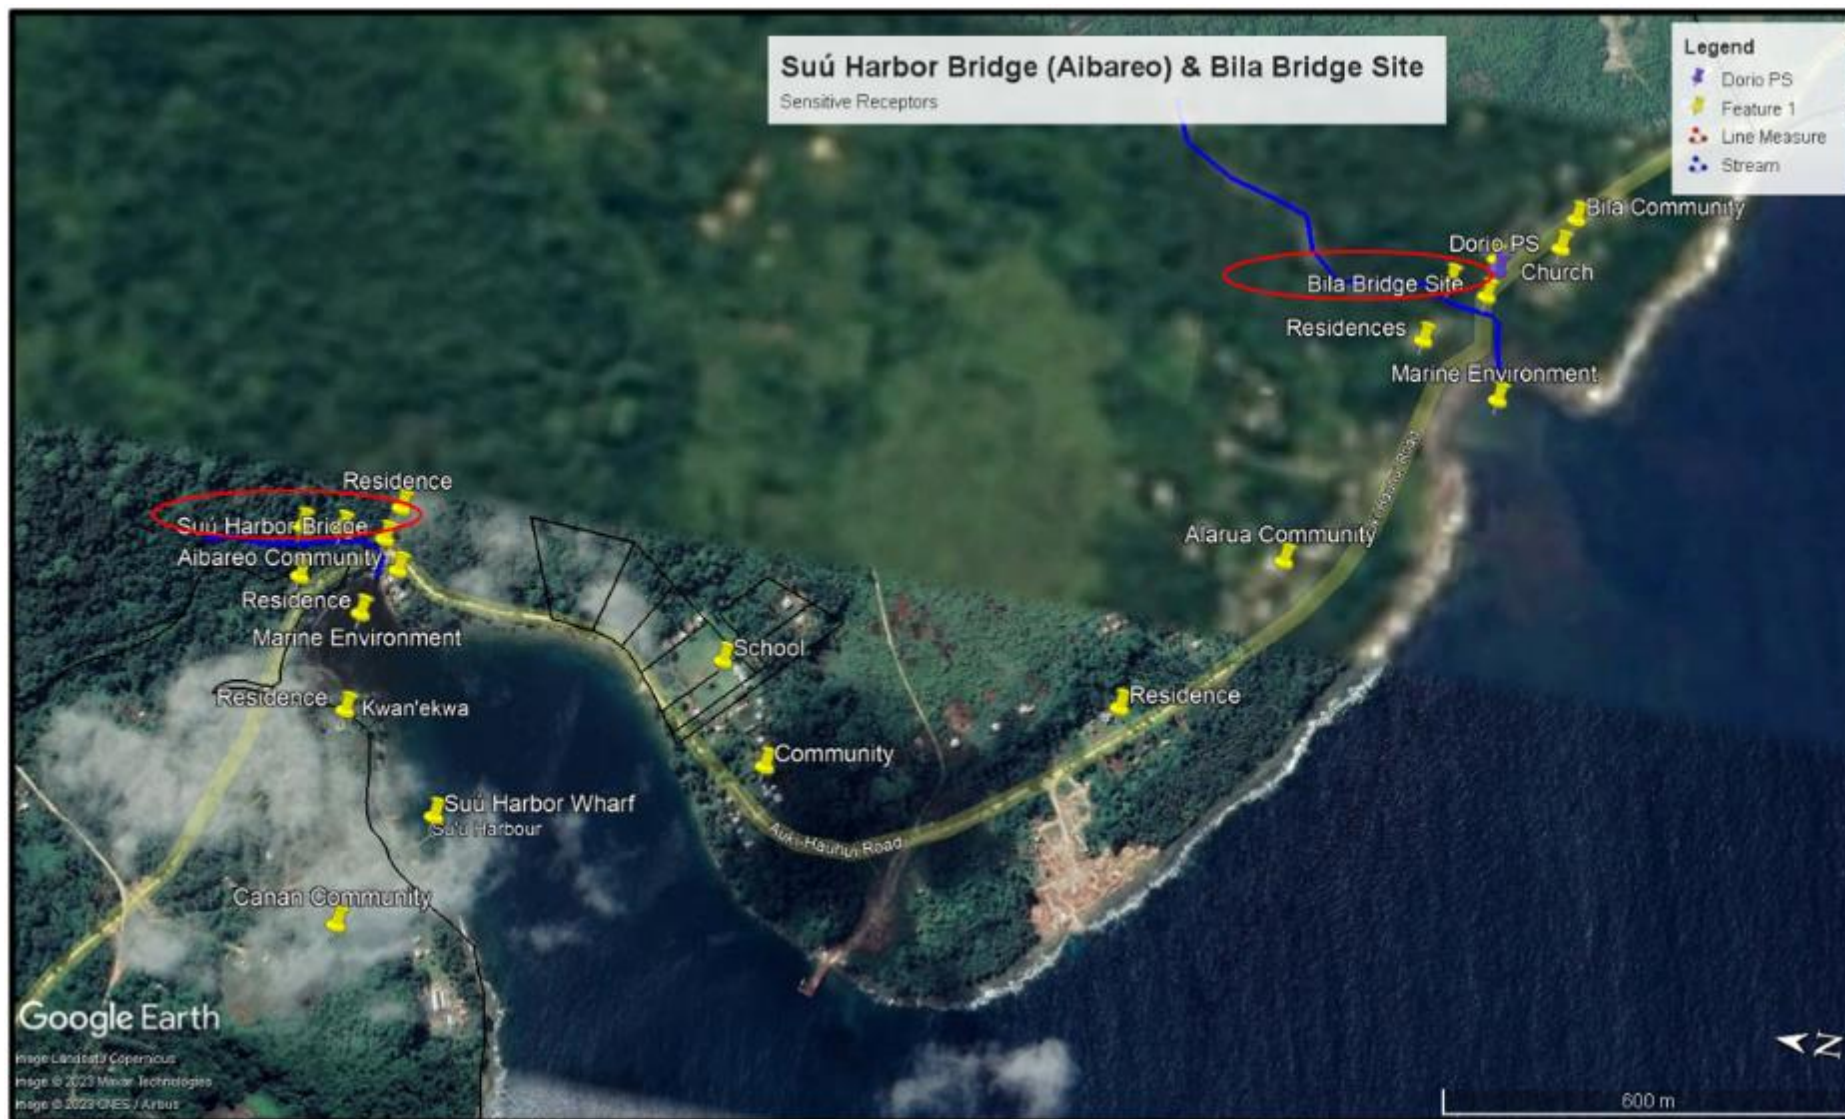 Suú Harbor Bridge (Aibareo) & Bila Bridge Site
Sensitive Receptors
Legend
Dorio PS
Feature 1
Line Measure
Stream
Bila Community
Dorio PS
Church
Bila Bridge Site
Residences
Marine Environment
Residence
Suú Harbor Bridge
Aibareo Community
Residence
Marine Environment
Alarua Community
School
Residence
Residence
Kwan'ekwa
Community
Suú Harbor Wharf
Su'u Harbour
Auki-Hauhui Road
Canan Community
Google Earth
Image Landsat / Copernicus
Image © 2023 Maxar Technologies
Image © 2023 CNES / Airbus
N
600 m